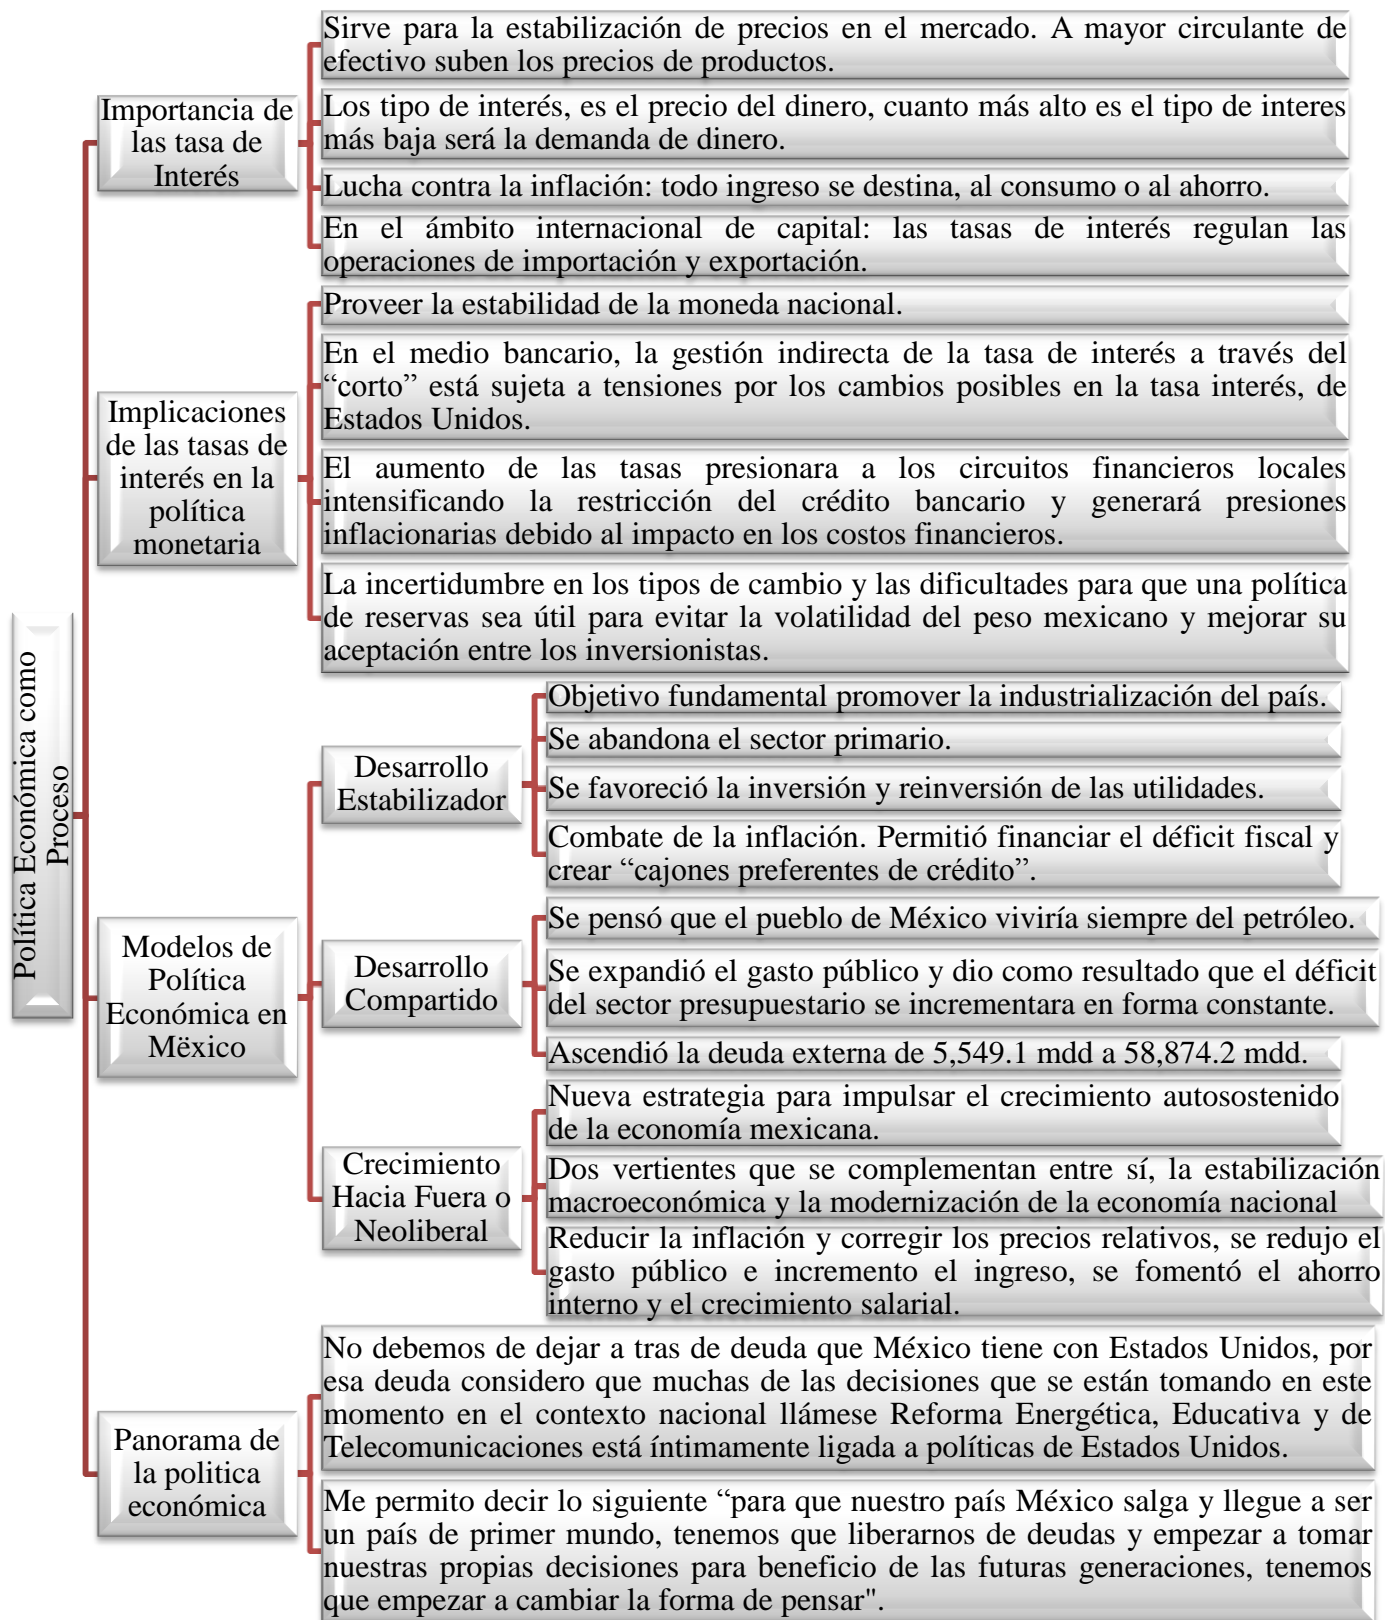 Política Económica como
Proceso
Importancia de
las tasa de
Interés
Sirve para la estabilización de precios en el mercado. A mayor circulante de
efectivo suben los precios de productos.
Los tipo de interés, es el precio del dinero, cuanto más alto es el tipo de interes
más baja será la demanda de dinero.
Lucha contra la inflación: todo ingreso se destina, al consumo o al ahorro.
En el ámbito internacional de capital: las tasas de interés regulan las
operaciones de importación y exportación.
Implicaciones
de las tasas de
interés en la
política
monetaria
Proveer la estabilidad de la moneda nacional.
En el medio bancario, la gestión indirecta de la tasa de interés a través del
“corto” está sujeta a tensiones por los cambios posibles en la tasa interés, de
Estados Unidos.
El aumento de las tasas presionara a los circuitos financieros locales
intensificando la restricción del crédito bancario y generará presiones
inflacionarias debido al impacto en los costos financieros.
La incertidumbre en los tipos de cambio y las dificultades para que una política
de reservas sea útil para evitar la volatilidad del peso mexicano y mejorar su
aceptación entre los inversionistas.
Modelos de
Política
Económica en
Mëxico
Desarrollo
Estabilizador
Objetivo fundamental promover la industrialización del país.
Se abandona el sector primario.
Se favoreció la inversión y reinversión de las utilidades.
Combate de la inflación. Permitió financiar el déficit fiscal y
crear “cajones preferentes de crédito”.
Desarrollo
Compartido
Se pensó que el pueblo de México viviría siempre del petróleo.
Se expandió el gasto público y dio como resultado que el déficit
del sector presupuestario se incrementara en forma constante.
Ascendió la deuda externa de 5,549.1 mdd a 58,874.2 mdd.
Crecimiento
Hacia Fuera o
Neoliberal
Nueva estrategia para impulsar el crecimiento autosostenido
de la economía mexicana.
Dos vertientes que se complementan entre sí, la estabilización
macroeconómica y la modernización de la economía nacional
Reducir la inflación y corregir los precios relativos, se redujo el
gasto público e incremento el ingreso, se fomentó el ahorro
interno y el crecimiento salarial.
Panorama de
la politica
económica
No debemos de dejar a tras de deuda que México tiene con Estados Unidos, por
esa deuda considero que muchas de las decisiones que se están tomando en este
momento en el contexto nacional llámese Reforma Energética, Educativa y de
Telecomunicaciones está íntimamente ligada a políticas de Estados Unidos.
Me permito decir lo siguiente “para que nuestro país México salga y llegue a ser
un país de primer mundo, tenemos que liberarnos de deudas y empezar a tomar
nuestras propias decisiones para beneficio de las futuras generaciones, tenemos
que empezar a cambiar la forma de pensar".